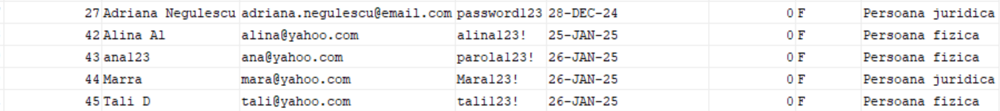 27 Adriana Negulescu adriana.negulescu@email.com password123 28-DEC-24 0 F Persoana juridica
42 Alina Al alina@yahoo.com alina123! 25-JAN-25 0 F Persoana fizica
43 ana123 ana@yahoo.com parola123! 26-JAN-25 0 F Persoana fizica
44 Marra mara@yahoo.com Mara123! 26-JAN-25 0 F Persoana juridica
45 Tali D tali@yahoo.com tali123! 26-JAN-25 0 F Persoana fizica